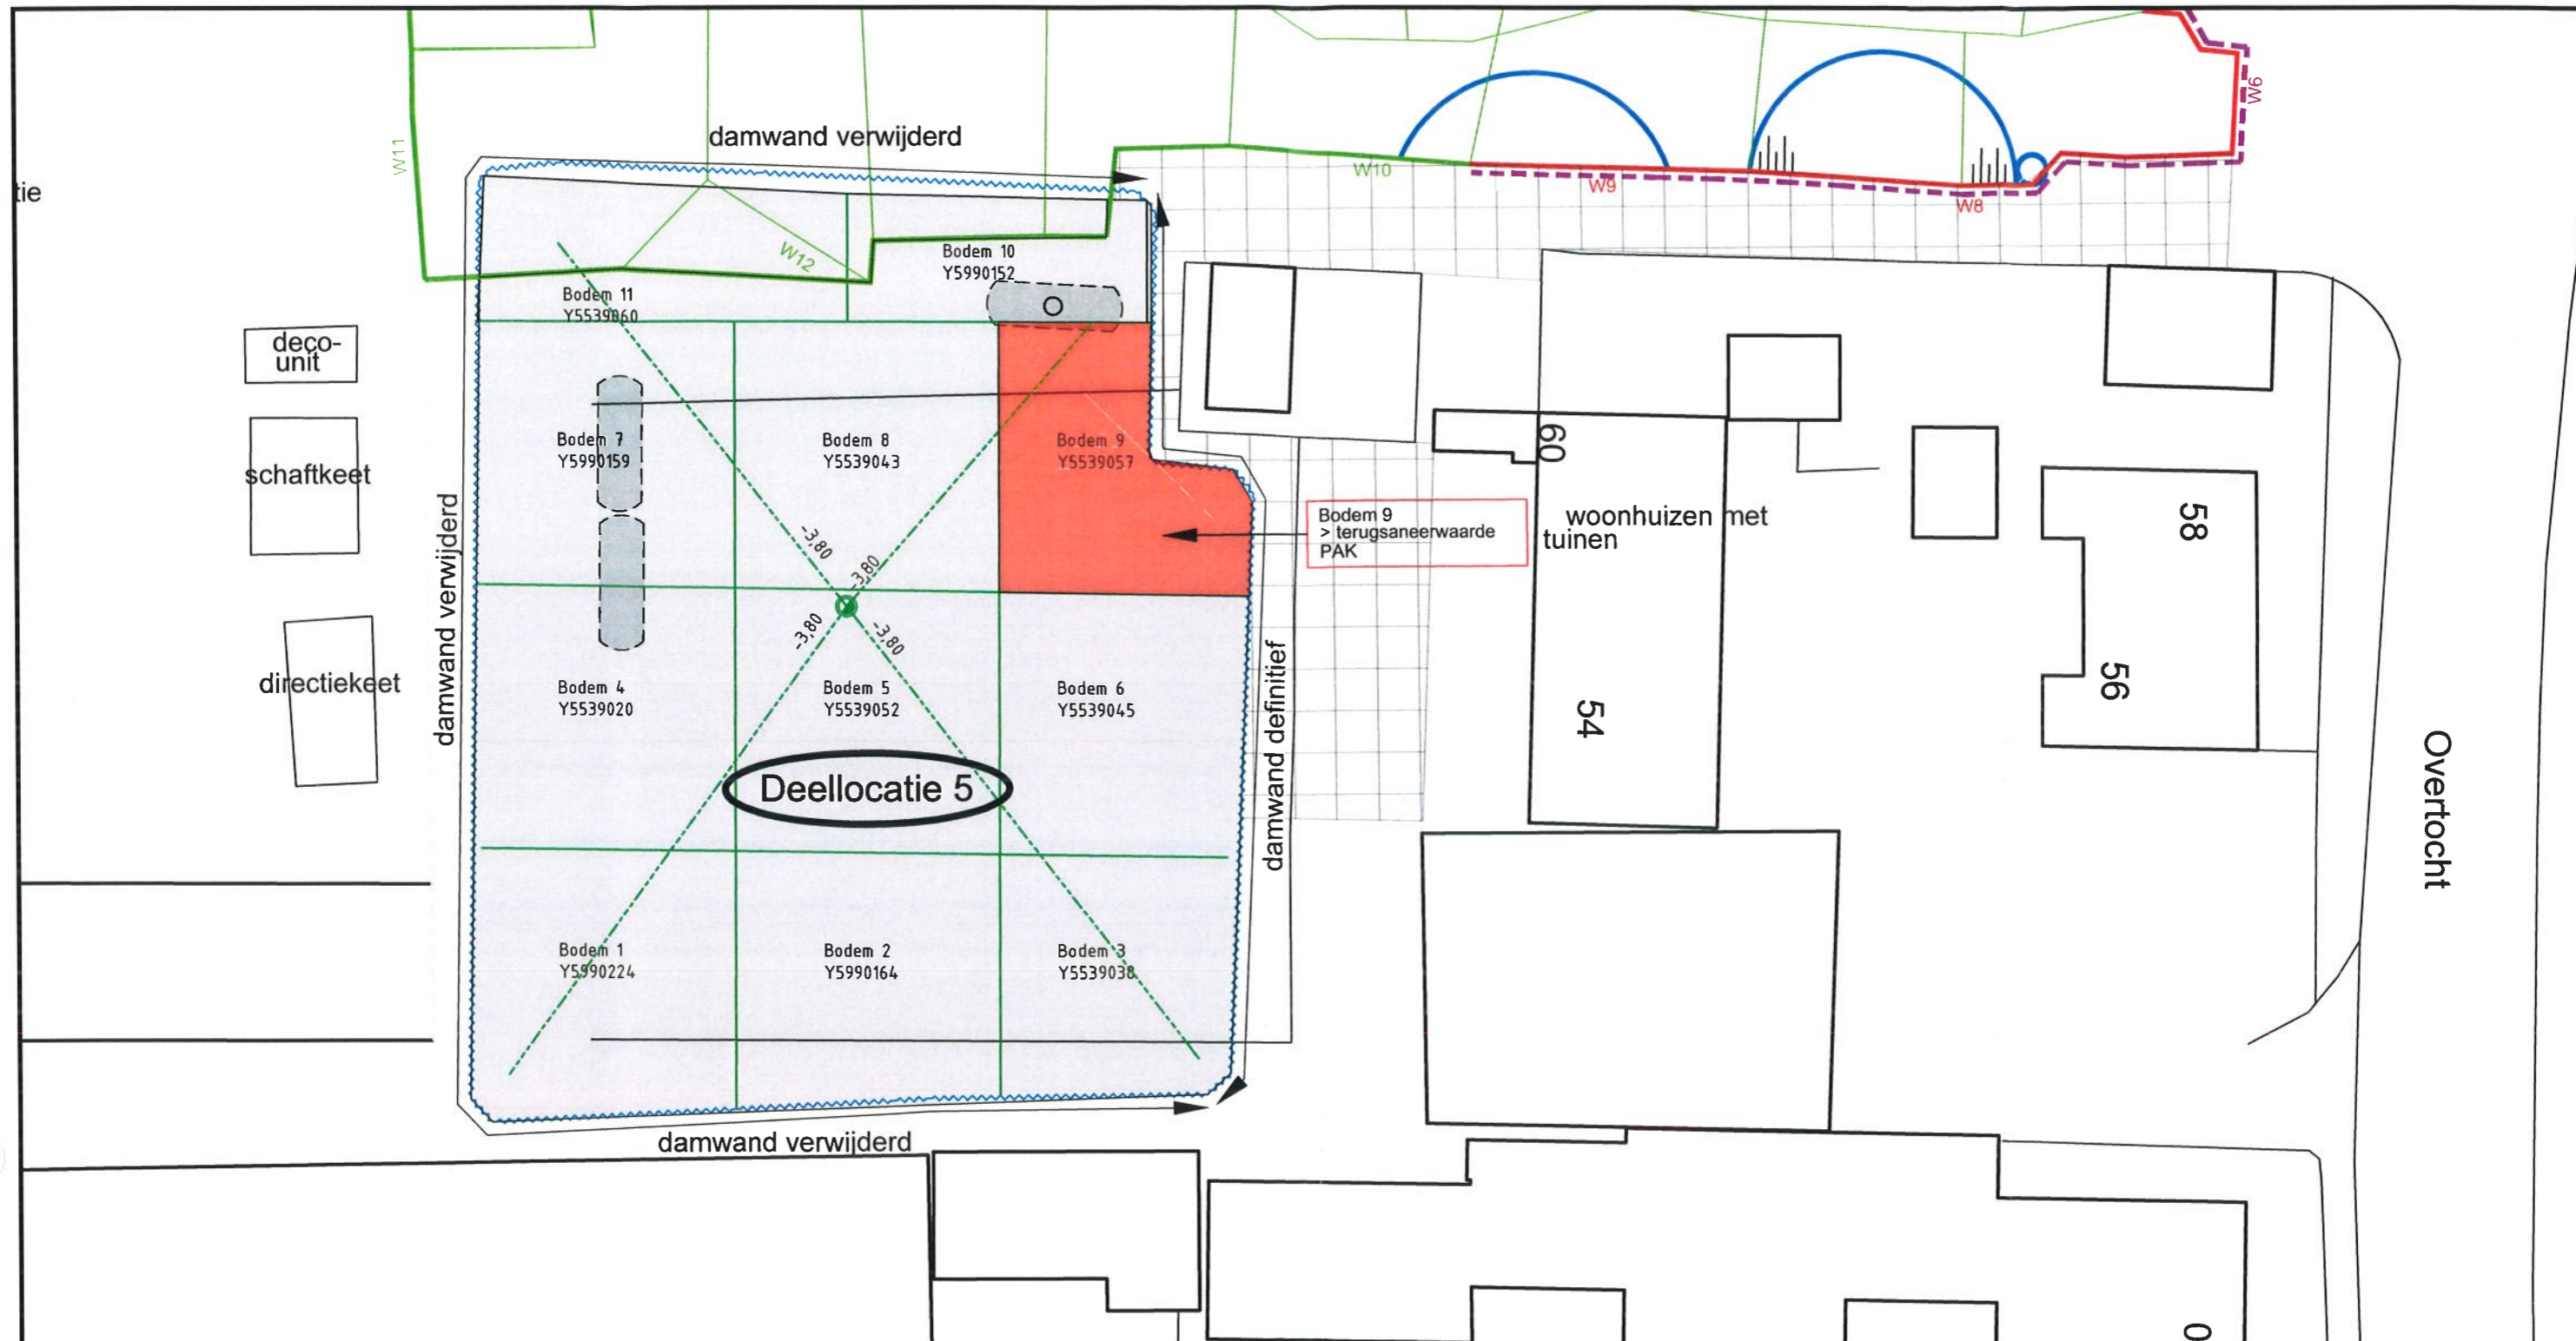 damwand verwijderd
W11
W6
W10
W9
W8
tie
W12
Bodem 10
Y5990152
Bodem 11
Y5539060
deco-
unit
Bodem 7
Y5990159
Bodem 8
Y5539043
Bodem 9
Y5539057
60
schaftkeet
Bodem 9
> terugsaneerwaarde
PAK
woonhuizen met
tuinen
58
-3,80
-3,80
-3,80
-3,80
damwand verwijderd
directiekeet
Bodem 4
Y5539020
Bodem 5
Y5539052
Bodem 6
Y5539045
damwand definitief
54
56
Overtocht
Deellocatie 5
Bodem 1
Y5990224
Bodem 2
Y5990164
Bodem 3
Y5539038
damwand verwijderd
0